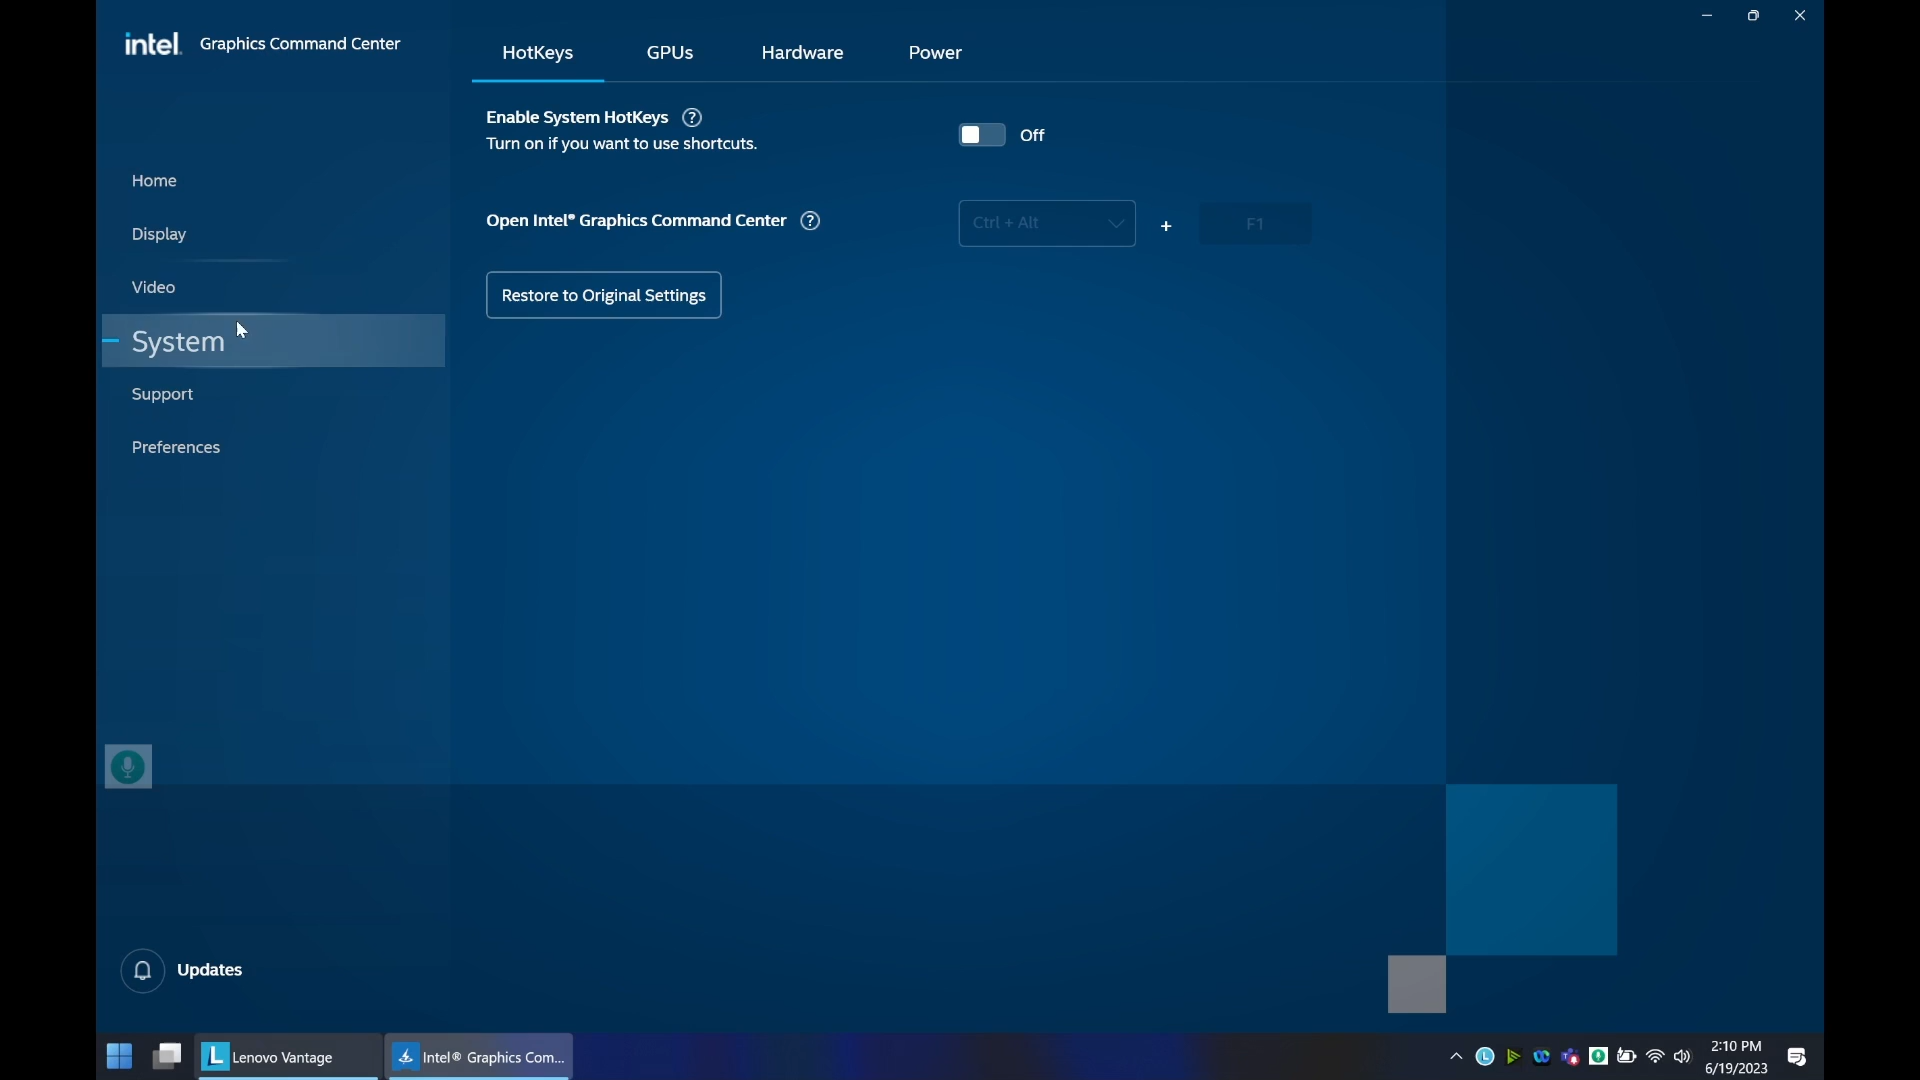 intel. Graphics Command Center
HotKeys GPUs Hardware Power
Enable System HotKeys ?
Turn on if you want to use shortcuts.
Off
Home
Display
Video
System
Support
Preferences
Open Intel® Graphics Command Center ?
Ctrl + Alt + F1
Restore to Original Settings
Updates
L Lenovo Vantage
Intel® Graphics Com...
2:10 PM
6/19/2023